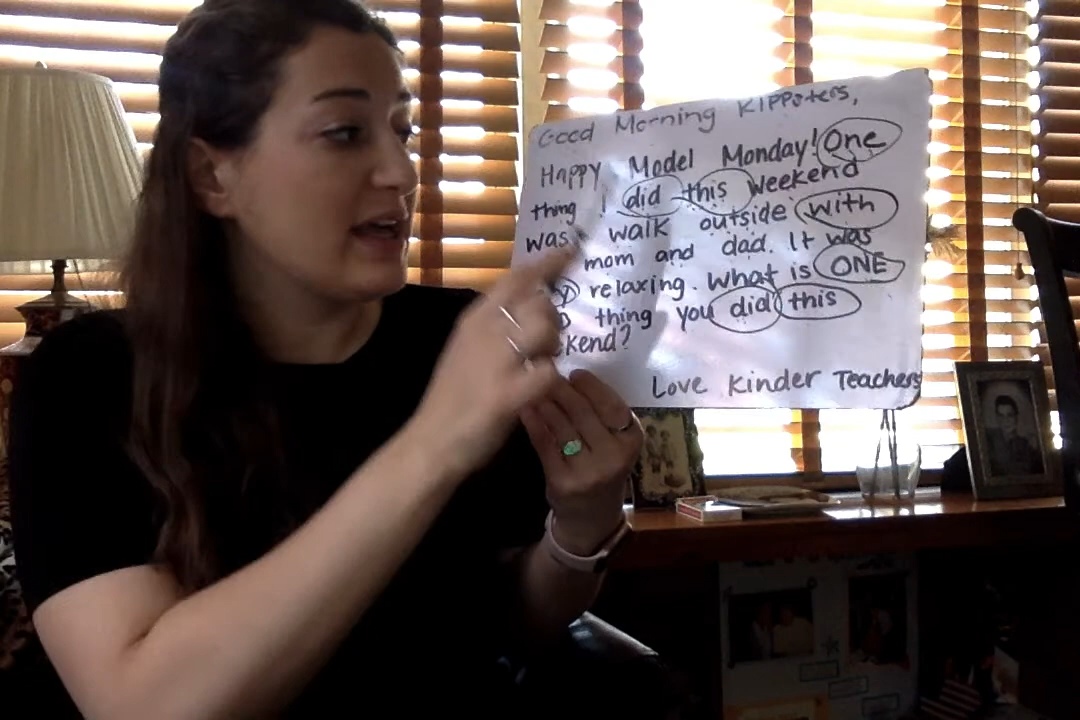 Good Morning KIPPsters,
Happy Model Monday! One
thing I did this weekend
was walk outside with
mom and dad. It was
relaxing. What is ONE
thing you did this
kend?
Love Kinder Teachers